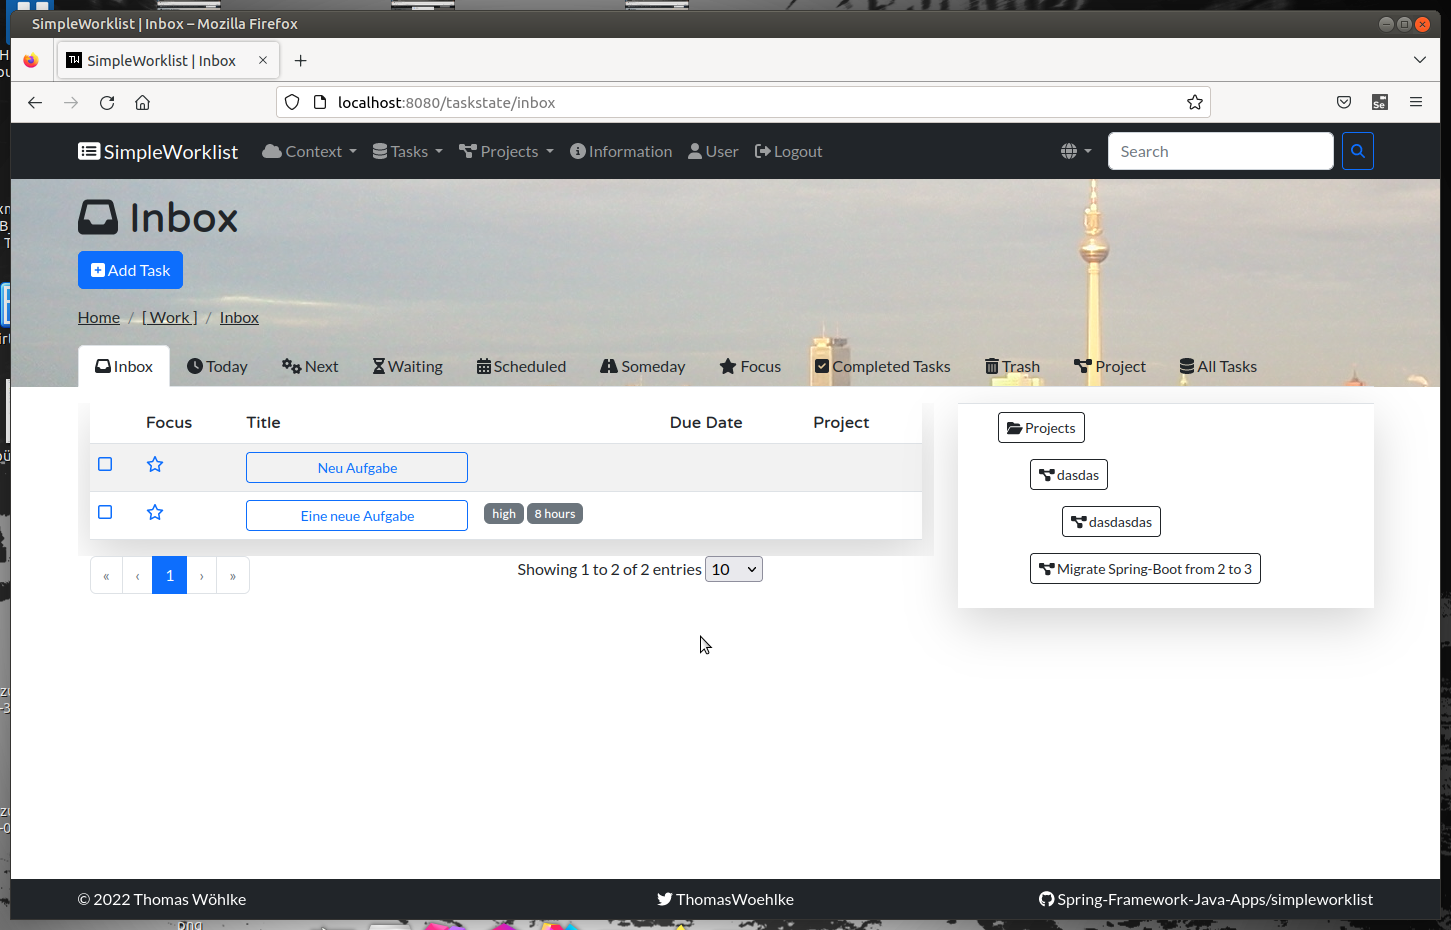 SimpleWorklist | Inbox – Mozilla Firefox
SimpleWorklist | Inbox
localhost:8080/taskstate/inbox
SimpleWorklist Context Tasks Projects Information User Logout Search
Inbox
Add Task
Home / [ Work ] / Inbox
Inbox Today Next Waiting Scheduled Someday Focus Completed Tasks Trash Project All Tasks
Focus Title Due Date Project
Neu Aufgabe
Eine neue Aufgabe high 8 hours
« ‹ 1 › »
Showing 1 to 2 of 2 entries 10
Projects
dasdas
dasdasdas
Migrate Spring-Boot from 2 to 3
© 2022 Thomas Wöhlke ThomasWoehlke Spring-Framework-Java-Apps/simpleworklist
png